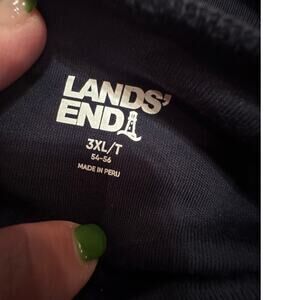 LANDS'
END
3XL/T
54-56
MADE IN PERU